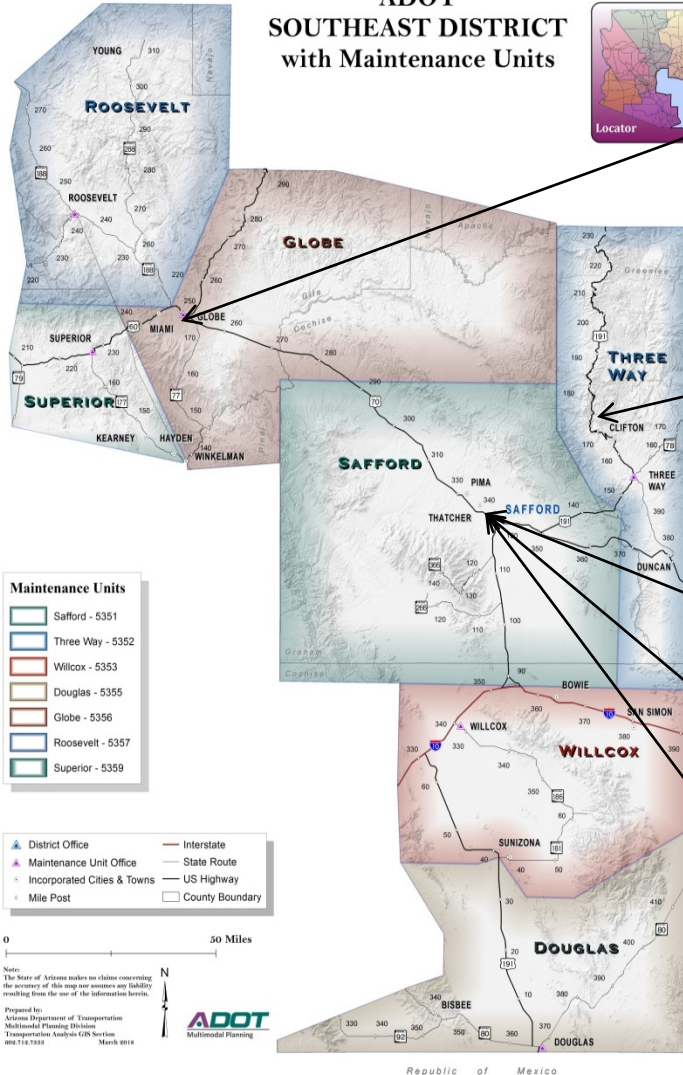 ADOT
SOUTHEAST DISTRICT
with Maintenance Units
Locator
YOUNG
310
Navajo
300
270
ROOSEVELT
290
260
288
280
188
250
270
ROOSEVELT
240
240
260
230
220
188
290
280
270
GLOBE
Navajo
Apache
220
250
Gila
240
60
MIAMI
GLOBE
260
Cochise
170
270
280
SUPERIOR
230
210
220
160
79
SUPERIOR
177
150
77
160
150
KEARNEY
HAYDEN
140
WINKELMAN
Pinal
290
70
300
310
SAFFORD
330
PIMA
340
THATCHER
SAFFORD
140
191
350
360
110
366
120
140
130
266
120
100
110
Graham
Cochise
90
230
220
Greenlee
210
200
191
190
THREE
WAY
180
CLIFTON
170
170
78
160
160
150
THREE
WAY
390
380
370
DUNCAN
Maintenance Units
Safford - 5351
Three Way - 5352
Willcox - 5353
Douglas - 5355
Globe - 5356
Roosevelt - 5357
Superior - 5359
350
BOWIE
360
10
370
SAN SIMON
380
390
340
WILLCOX
330
330
10
WILLCOX
340
60
350
186
50
SUNIZONA
181
40
40
40
50
District Office
Maintenance Unit Office
Incorporated Cities & Towns
Mile Post
Interstate
State Route
US Highway
County Boundary
30
410
80
400
DOUGLAS
20
191
390
10
380
340
BISBEE
330
340
92
350
80
360
370
DOUGLAS
Republic of Mexico
0
50 Miles
Note:
The State of Arizona makes no claims concerning
the accuracy of this map nor assumes any liability
resulting from the use of the information herein.
N
Prepared by:
Arizona Department of Transportation
Multimodal Planning Division
Transportation Analysis GIS Section
602.712.7333 March 2018
ADOT
Multimodal Planning